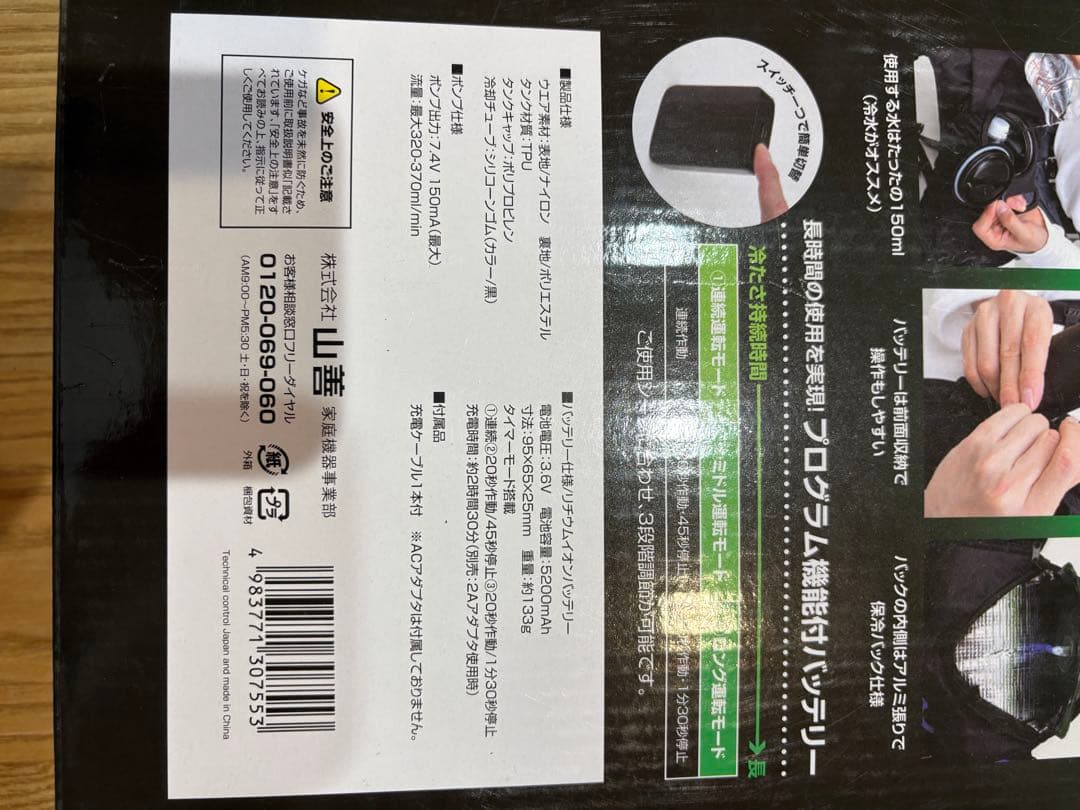 使用する水はたったの150ml
(冷水がオススメ)
バッテリーは前面収納で
操作もしやすい
バックの内側はアルミ張りで
保冷パック仕様
スイッチ一つで簡単切替
長時間の使用を実現!プログラム機能付バッテリー
冷たさ持続時間
長
①連続運転モード
ミドル運転モード
ング運転モード
連続作動
秒作動・45秒停止
作動・1分30秒停止
ご使用シ
合わせ、3段階調節が可能です。
■製品仕様
ウエア素材:表地/ナイロン 裏地/ポリエステル
タンク材質:TPU
タンクキャップ:ポリプロピレン
冷却チューブ:シリコーンゴム(カラー/黒)
■ポンプ仕様
ポンプ出力:7.4V 150mA(最大)
流量:最大320-370ml/min
■バッテリー仕様/リチウムイオンバッテリー
電池電圧:3.6V 電池容量:5200mAh
寸法:95×65×25mm 重量:約133g
タイマーモード搭載
①連続②20秒作動/45秒停止③20秒作動/1分30秒停止
充電時間:約2時間30分(別売:2Aアダプタ使用時)
■付属品
充電ケーブル1本付 ※ACアダプタは付属しておりません。
安全上のご注意
ケガなど事故を未然に防ぐため、
ご使用前に取扱説明書似「記載さ
れています、「安全上の注意」をす
べてお読みの上、指示に従って正
しくご使用してください。
株式会社 山善 家庭機器事業部
お客様相談窓口フリーダイヤル
0120-069-060
(AM9:00～PM5:30 土・日・祝を除く)
紙
外箱
プラ
梱包資材
4 983771 307553
Technical control Japan and made in China